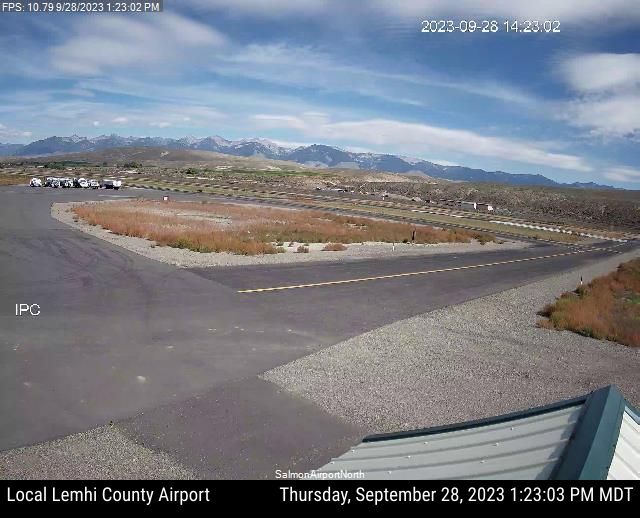 FPS: 10.79 9/28/2023 1:23:02 PM
2023-09-28 14:23:02
IPC
SalmonAirportNorth
Local Lemhi County Airport Thursday, September 28, 2023 1:23:03 PM MDT